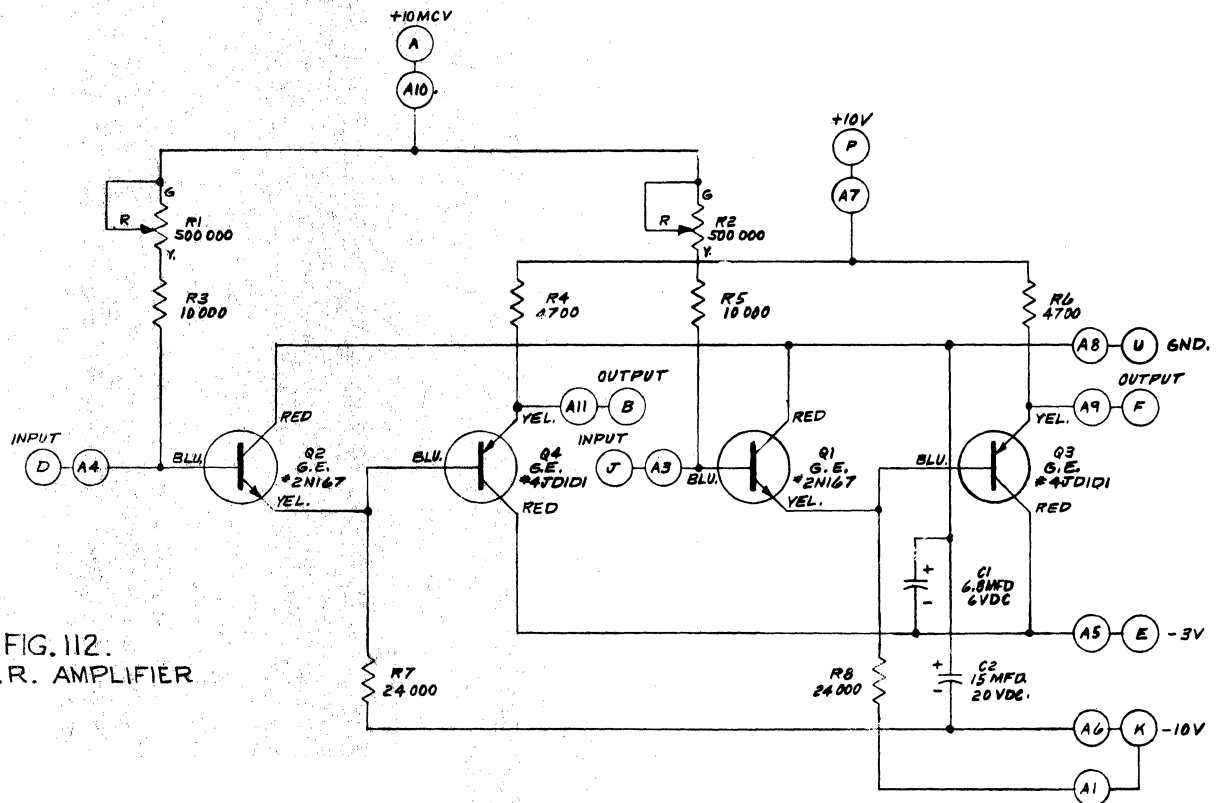 +10MCV
A
A10.
+10V
P
A7
G
R
R1
500 000
Y.
G
R
R2
500 000
Y.
R3
10 000
R4
4700
R5
10 000
R6
4700
A8
U
GND.
OUTPUT
A11
B
OUTPUT
A9
F
INPUT
D
A4
BLU.
RED
Q2
G.E.
#2N167
YEL.
BLU.
YEL.
Q4
G.E.
#4JD1D1
RED
INPUT
J
A3
BLU.
RED
Q1
G.E.
#2N167
YEL.
BLU.
YEL.
Q3
G.E.
#4JD1D1
RED
+
-
C1
6.8 MFD
6VDC
A5
E
-3V
FIG. 112.
.R. AMPLIFIER
R7
24 000
R8
24 000
+
-
C2
15 MFD.
20 VDC.
A6
K
-10V
A1